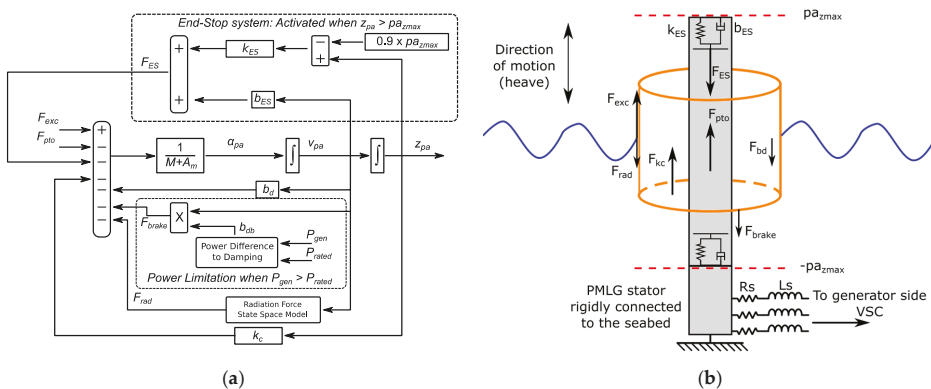 End-Stop system: Activated when z_pa > pa_zmax
k_ES
−
+
0.9 x pa_zmax
+
+
F_ES
b_ES
F_exc
F_pto
+
+
−
−
−
−
−
1
M+A_m
α_pa
∫
v_pa
∫
z_pa
b_d
F_brake
X
b_db
Power Difference
to Damping
P_gen
P_rated
Power Limitation when P_gen > P_rated
F_rad
Radiation Force
State Space Model
k_c
(a)
pa_zmax
k_ES
b_ES
Direction
of motion
(heave)
F_ES
F_exc
F_pto
F_bd
F_kc
F_rad
F_brake
-pa_zmax
PMLG stator
rigidly connected
to the seabed
Rs
Ls
To generator side
VSC
(b)